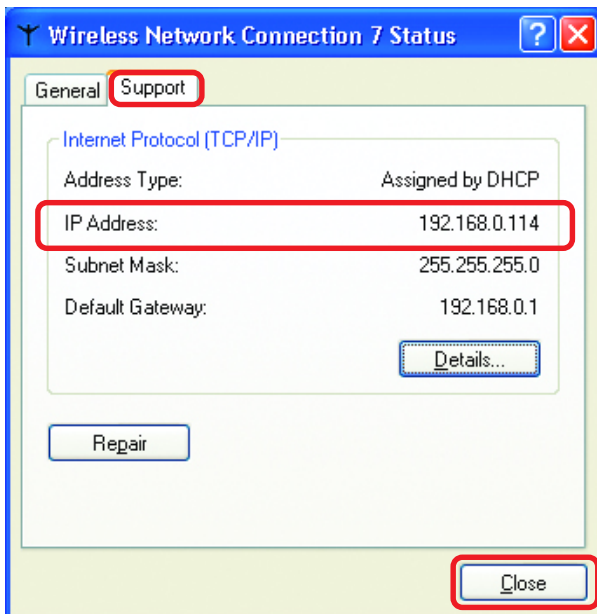 Wireless Network Connection 7 Status
General Support
Internet Protocol (TCP/IP)
Address Type: Assigned by DHCP
IP Address: 192.168.0.114
Subnet Mask: 255.255.255.0
Default Gateway: 192.168.0.1
Details...
Repair
Close